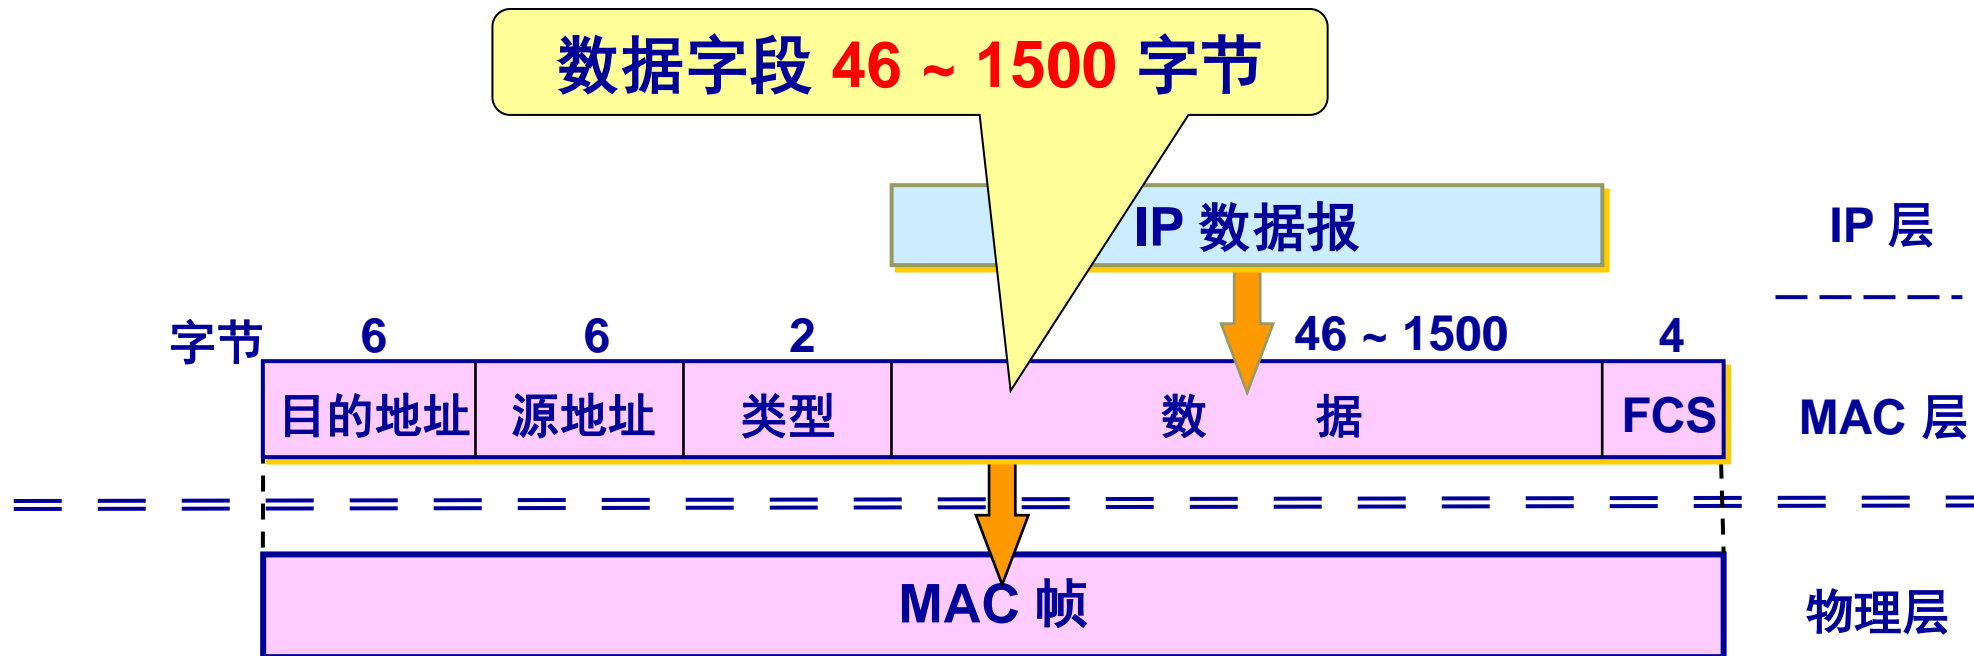 数据字段 46 ~ 1500 字节
IP 数据报
IP 层
字节 6 6 2 46 ~ 1500 4
目的地址 源地址 类型 数 据 FCS
MAC 层
MAC 帧
物理层